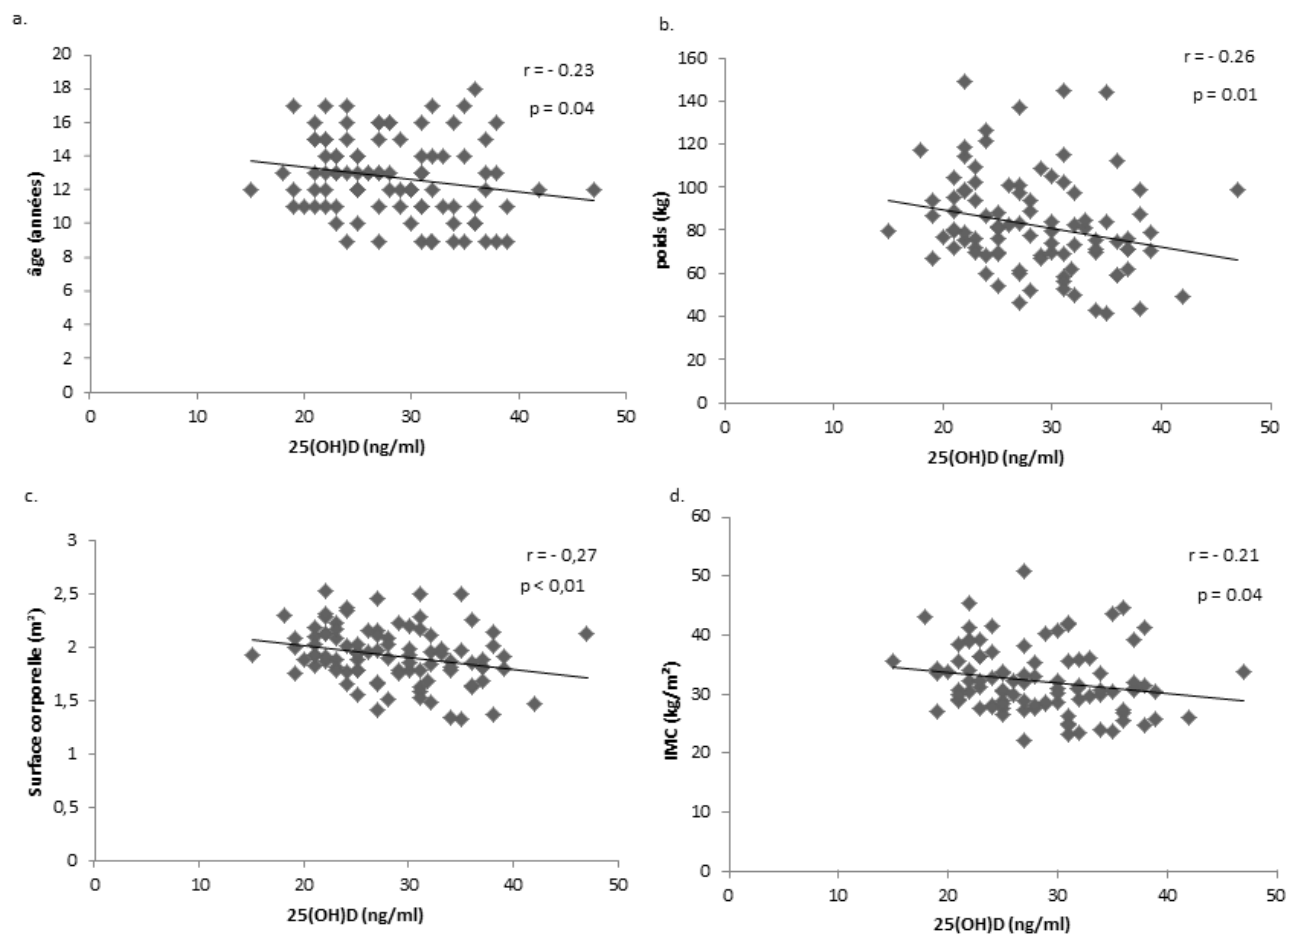 a.
r = - 0.23
p = 0.04
20
18
16
14
12
10
8
6
4
2
0
âge (années)
0 10 20 30 40 50
25(OH)D (ng/ml)
b.
r = - 0.26
p = 0.01
160
140
120
100
80
60
40
20
0
poids (kg)
0 10 20 30 40 50
25(OH)D (ng/ml)
c.
r = - 0,27
p < 0,01
3
2,5
2
1,5
1
0,5
0
Surface corporelle (m²)
0 10 20 30 40 50
25(OH)D (ng/ml)
d.
r = - 0.21
p = 0.04
60
50
40
30
20
10
0
IMC (kg/m²)
0 10 20 30 40 50
25(OH)D (ng/ml)